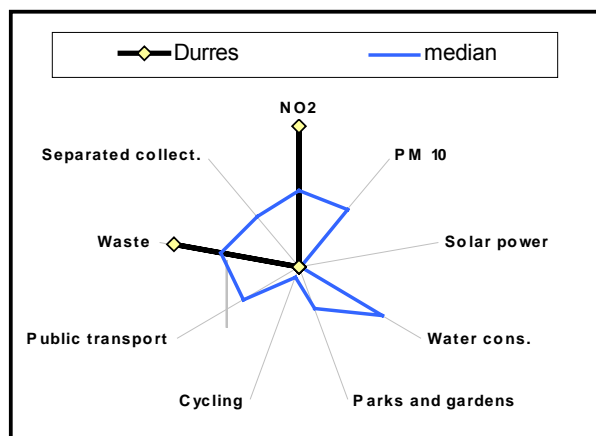 Durres median
NO2
Separated collect. PM 10
Waste Solar power
Public transport Water cons.
Cycling Parks and gardens